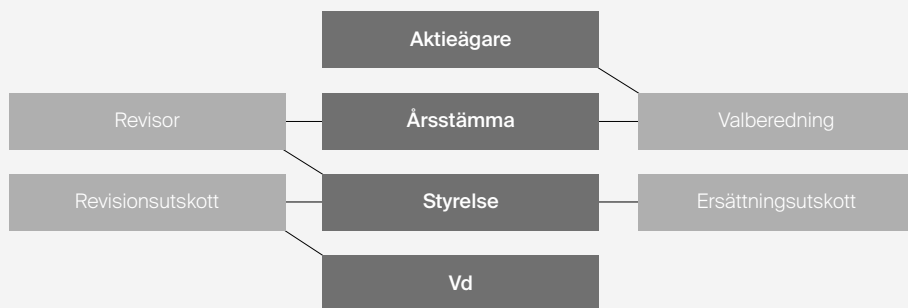 Aktieägare
Revisor
Årsstämma
Valberedning
Revisionsutskott
Styrelse
Ersättningsutskott
Vd